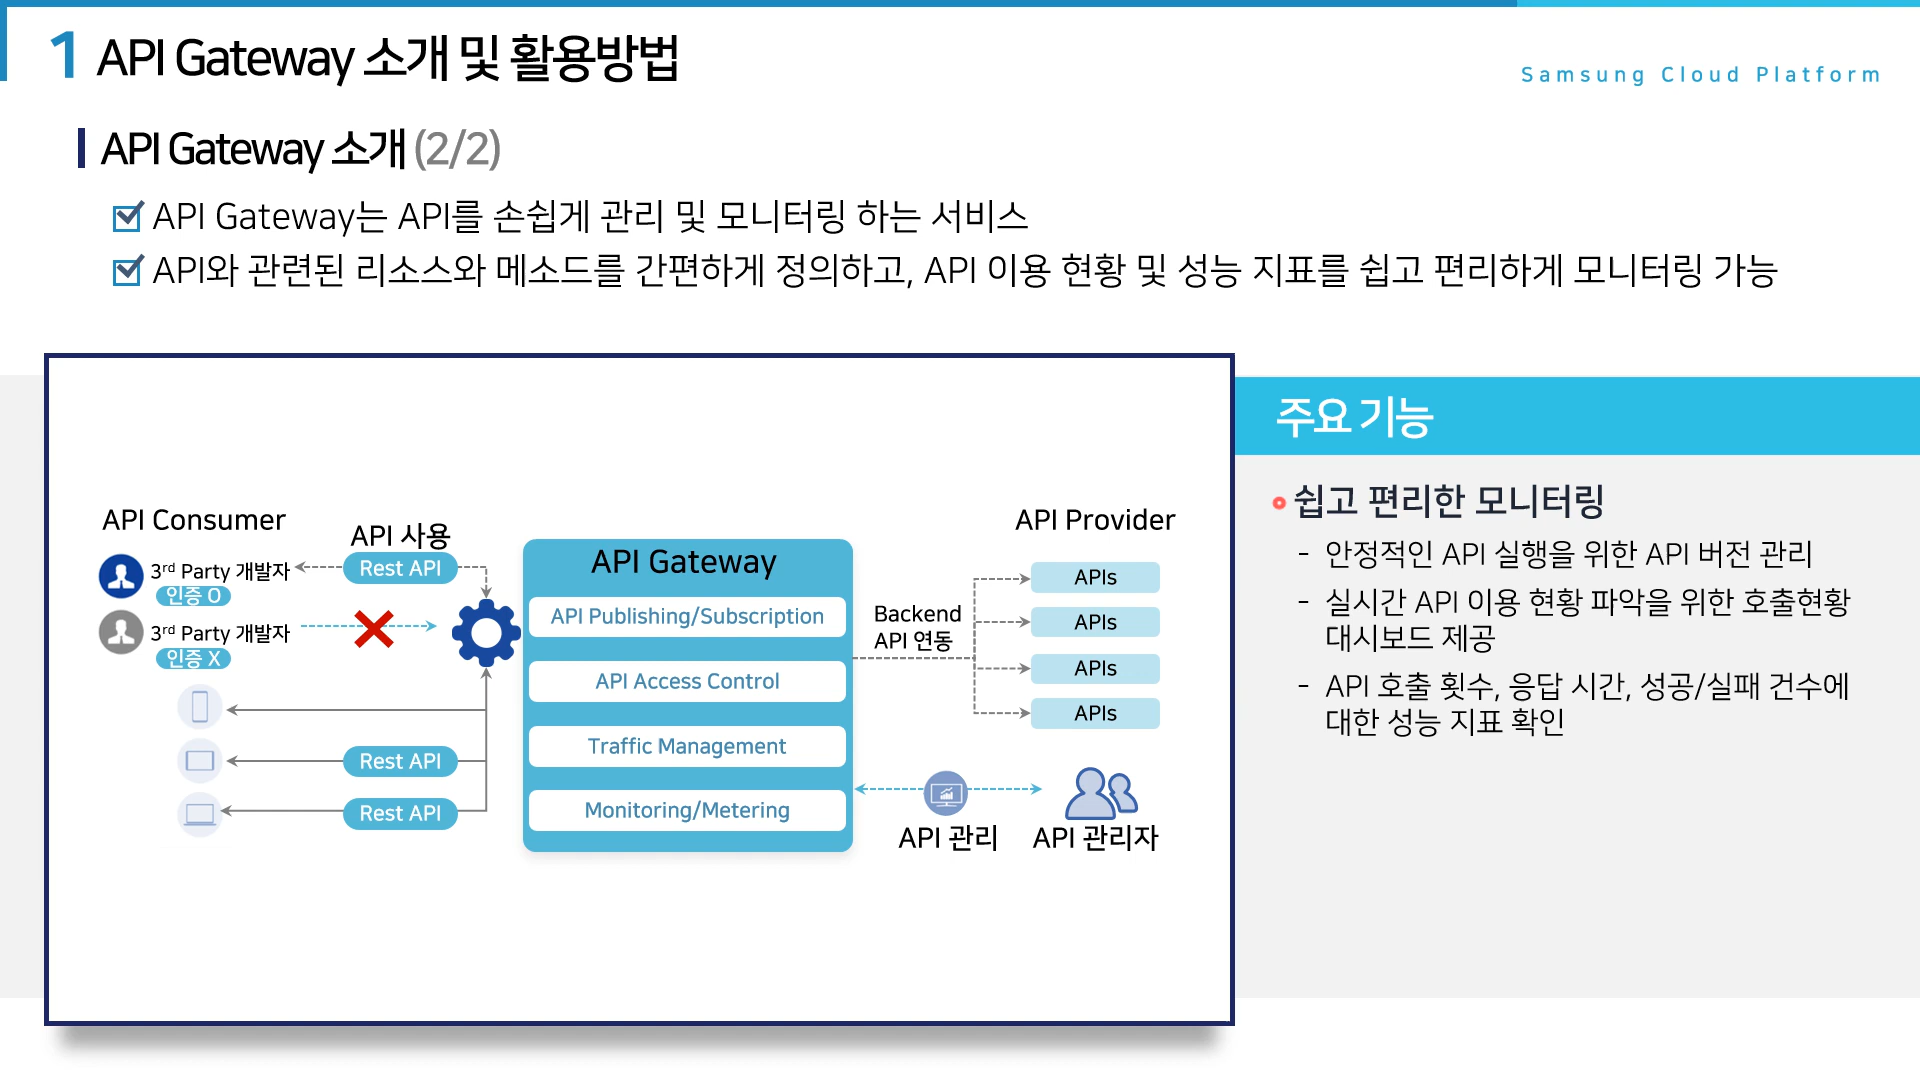 1 API Gateway 소개 및 활용방법
Samsung Cloud Platform
API Gateway 소개 (2/2)
API Gateway는 API를 손쉽게 관리 및 모니터링 하는 서비스
API와 관련된 리소스와 메소드를 간편하게 정의하고, API 이용 현황 및 성능 지표를 쉽고 편리하게 모니터링 가능
API Consumer
API 사용
3rd Party 개발자
인증 O
3rd Party 개발자
인증 X
Rest API
Rest API
Rest API
API Gateway
API Publishing/Subscription
API Access Control
Traffic Management
Monitoring/Metering
Backend
API 연동
API Provider
APIs
APIs
APIs
APIs
API 관리
API 관리자
주요 기능
쉽고 편리한 모니터링
- 안정적인 API 실행을 위한 API 버전 관리
- 실시간 API 이용 현황 파악을 위한 호출현황
대시보드 제공
- API 호출 횟수, 응답 시간, 성공/실패 건수에
대한 성능 지표 확인